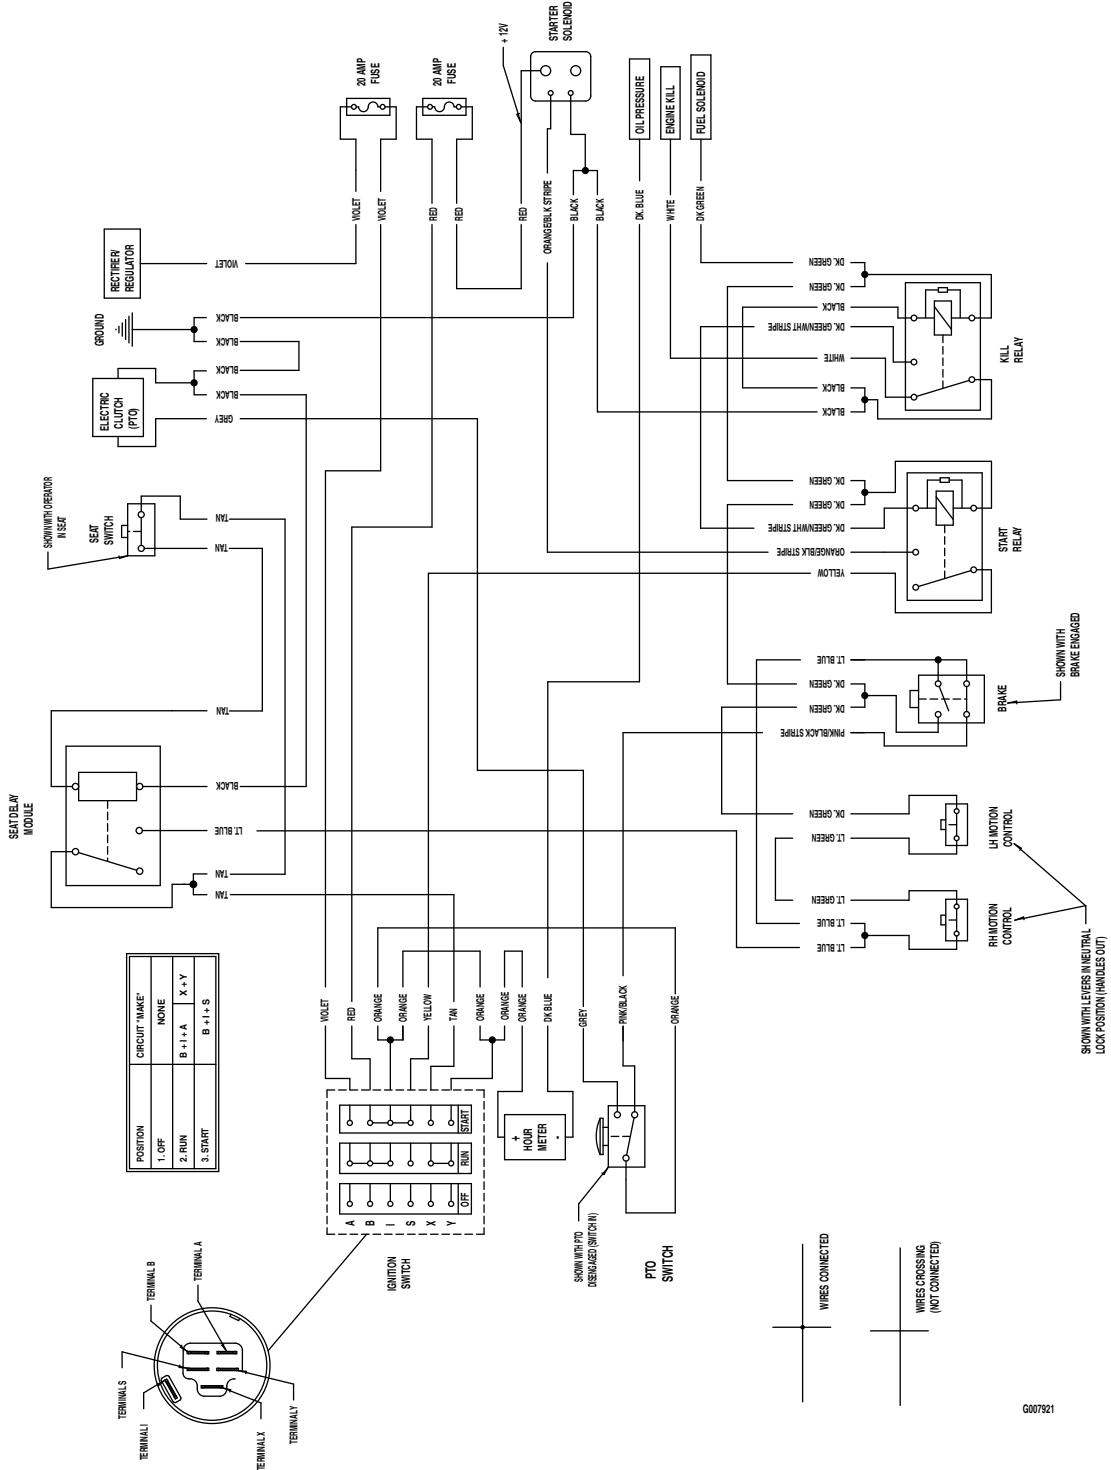 + 12V
STARTER
SOLENOID
20 AMP
FUSE
20 AMP
FUSE
OIL PRESSURE
ENGINE KILL
FUEL SOLENOID
VIOLET
VIOLET
RED
RED
RED
ORANGE/BLK STRIPE
BLACK
BLACK
DK. BLUE
WHITE
DK GREEN
RECTIFIER/
REGULATOR
VIOLET
GROUND
BLACK
BLACK
BLACK
BLACK
GREY
ELECTRIC
CLUTCH
(PTO)
DK. GREEN
DK. GREEN
BLACK
DK. GREEN/WHT STRIPE
WHITE
BLACK
BLACK
KILL
RELAY
SHOWN WITH OPERATOR
IN SEAT
SEAT
SWITCH
TAN
TAN
DK. GREEN
DK. GREEN
DK. GREEN/WHT STRIPE
ORANGE/BLK STRIPE
YELLOW
START
RELAY
LT. BLUE
DK. GREEN
DK. GREEN
PINK/BLACK STRIPE
BRAKE
SHOWN WITH
BRAKE ENGAGED
SEAT DELAY
MODULE
TAN
BLACK
LT. BLUE
TAN
TAN
DK. GREEN
LT. GREEN
LH MOTION
CONTROL
LT. GREEN
LT. BLUE
LT. BLUE
RH MOTION
CONTROL
SHOWN WITH LEVERS IN NEUTRAL
LOCK POSITION (HANDLES OUT)
POSITION CIRCUIT "MAKE"
1. OFF NONE
2. RUN B + I + A X + Y
3. START B + I + S
VIOLET
RED
ORANGE
ORANGE
YELLOW
TAN
ORANGE
ORANGE
ORANGE
DK BLUE
GREY
PINK/BLACK
ORANGE
START
RUN
OFF
A
B
I
S
X
Y
IGNITION
SWITCH
+
HOUR
METER
-
SHOWN WITH PTO
DISENGAGED (SWITCH IN)
PTO
SWITCH
TERMINAL A
TERMINAL B
TERMINAL S
TERMINAL I
TERMINAL X
TERMINAL Y
WIRES CONNECTED
WIRES CROSSING
(NOT CONNECTED)
G007921